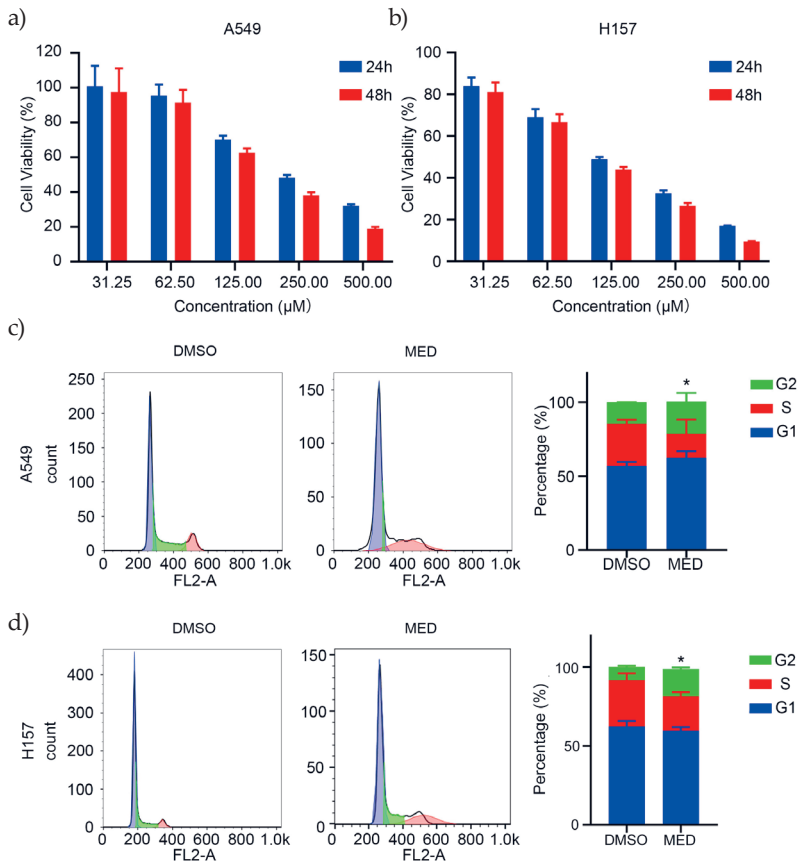 a)
A549
Cell Viability (%)
120
100
80
60
40
20
0
24h
48h
31.25 62.50 125.00 250.00 500.00
Concentration (μM)
b)
H157
Cell Viability (%)
100
80
60
40
20
0
24h
48h
31.25 62.50 125.00 250.00 500.00
Concentration (μM)
c)
DMSO
A549
count
250
200
150
100
50
0
0 200 400 600 800 1.0k
FL2-A
MED
150
100
50
0
0 200 400 600 800 1.0k
FL2-A
Percentage (%)
100
50
0
*
DMSO MED
G2
S
G1
d)
DMSO
H157
count
400
300
200
100
0
0 200 400 600 800 1.0k
FL2-A
MED
150
100
50
0
0 200 400 600 800 1.0k
FL2-A
Percentage (%)
100
50
0
*
DMSO MED
G2
S
G1